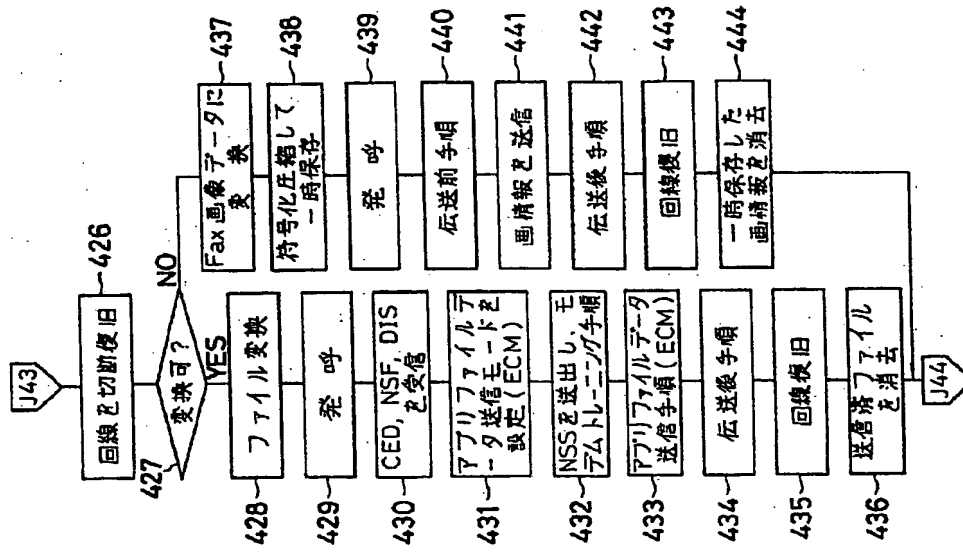 J43
回線を切断復旧
426
変換可?
427
NO
YES
ファイル変換
428
発呼
429
CED, NSF, DIS
を受信
430
アプリファイルデ
ータ送信モードを
設定(ECM)
431
NSSを送出し、モ
デムトレーニング手順
432
アプリファイルデータ
送信手順(ECM)
433
伝送後手順
434
回線復旧
435
送信済ファイル
を消去
436
Fax画像データに
変換
437
符号化圧縮して
一時保存
438
発呼
439
伝送前手順
440
画情報を送信
441
伝送後手順
442
回線復旧
443
一時保存した
画情報を消去
444
J44